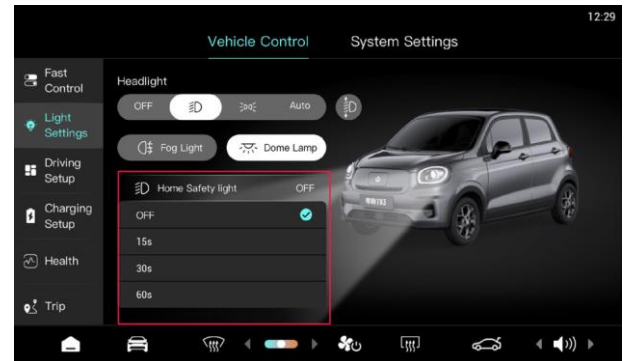 12:29
Vehicle Control System Settings
Fast
Control
Light
Settings
Driving
Setup
Charging
Setup
Health
Trip
Headlight
OFF Auto
Fog Light Dome Lamp
Home Safety light OFF
OFF
15s
30s
60s